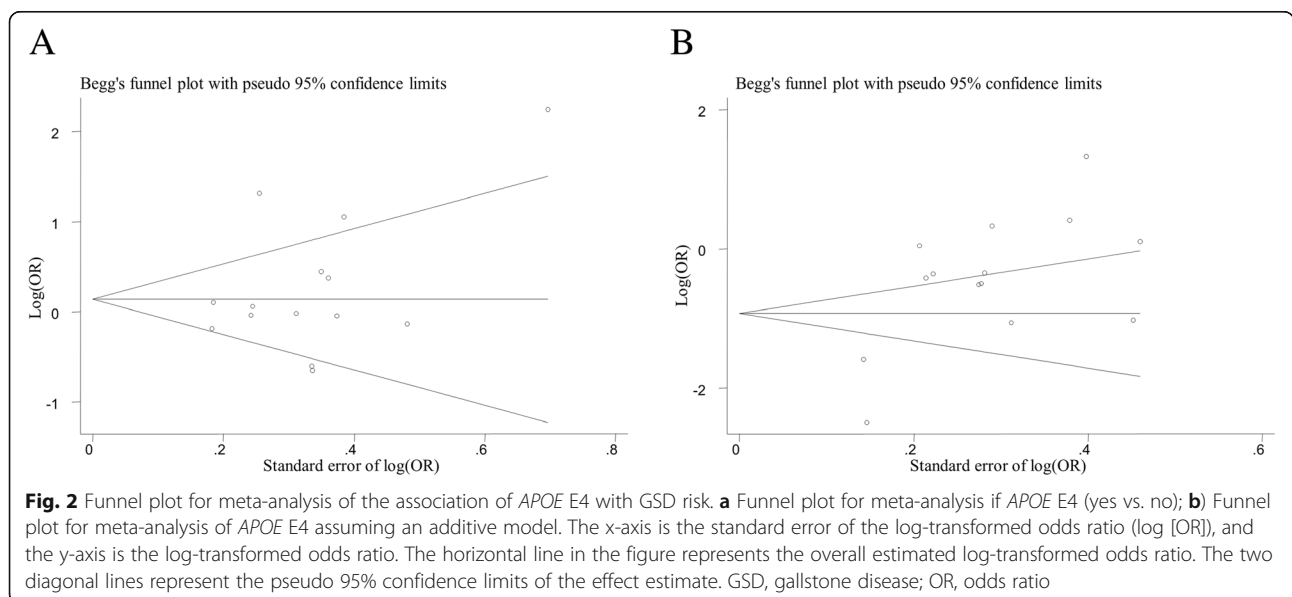 A
Begg's funnel plot with pseudo 95% confidence limits
Log(OR)
2
1
0
-1
0
.2
.4
.6
.8
Standard error of log(OR)
B
Begg's funnel plot with pseudo 95% confidence limits
Log(OR)
2
0
-2
0
.2
.4
.6
Standard error of log(OR)
Fig. 2 Funnel plot for meta-analysis of the association of APOE E4 with GSD risk. a Funnel plot for meta-analysis if APOE E4 (yes vs. no); b) Funnel
plot for meta-analysis of APOE E4 assuming an additive model. The x-axis is the standard error of the log-transformed odds ratio (log [OR]), and
the y-axis is the log-transformed odds ratio. The horizontal line in the figure represents the overall estimated log-transformed odds ratio. The two
diagonal lines represent the pseudo 95% confidence limits of the effect estimate. GSD, gallstone disease; OR, odds ratio